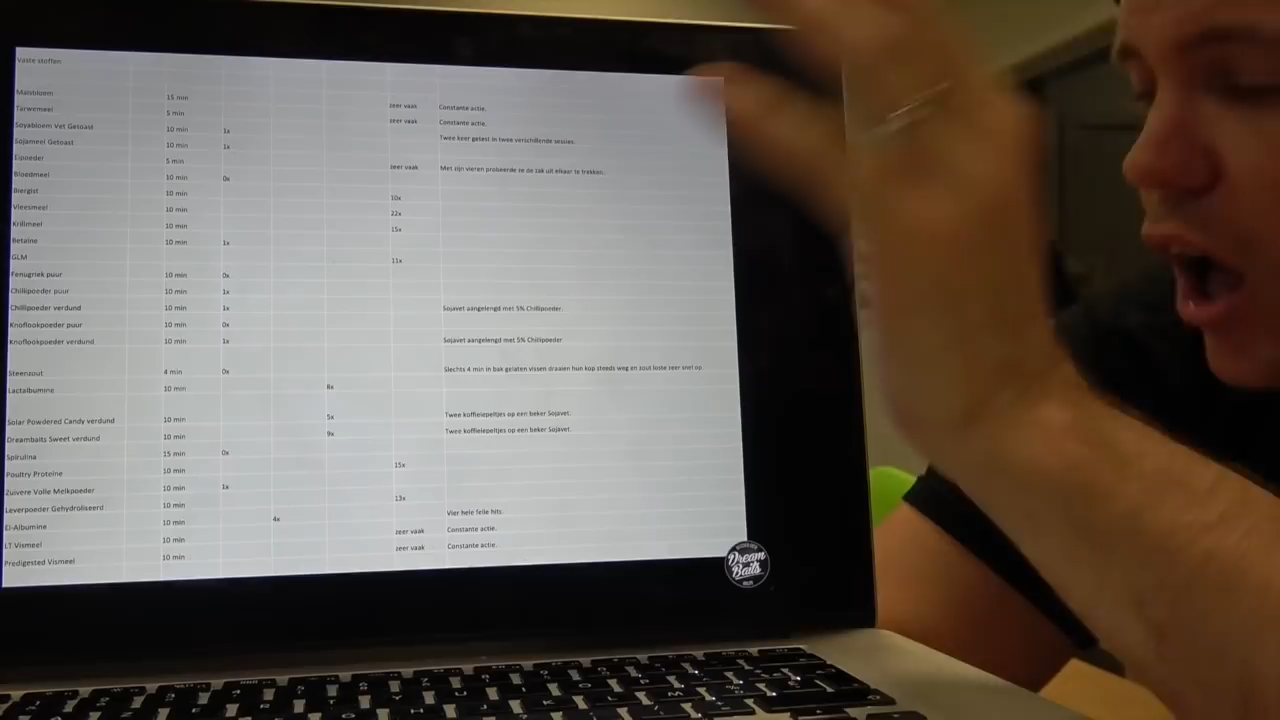 Vaste stoffen
Maisbloem 15 min zeer vaak Constante actie.
Tarwemeel 5 min zeer vaak Constante actie.
Soyabloem Vet Getoast 10 min 1x Twee keer getest in twee verschillende sessies.
Sojameel Getoast 10 min 1x
Eipoeder 5 min zeer vaak Met zijn vieren probeerde ze de zak uit elkaar te trekken.
Bloedmeel 10 min 0x
Biergist 10 min 10x
Vleesmeel 10 min 22x
Krillmeel 10 min 15x
Betaine 10 min 1x
GLM 11x
Fenugriek puur 10 min 0x
Chillipoeder puur 10 min 1x
Chillipoeder verdund 10 min 1x Sojavet aangelengd met 5% Chillipoeder.
Knoflookpoeder puur 10 min 0x
Knoflookpoeder verdund 10 min 1x Sojavet aangelengd met 5% Chillipoeder
Steenzout 4 min 0x Slechts 4 min in bak gelaten vissen draaien hun kop steeds weg en zout loste zeer snel op.
Lactalbumine 10 min 8x
Solar Powdered Candy verdund 10 min 5x Twee koffielepeltjes op een beker Sojavet.
Dreambaits Sweet verdund 10 min 9x Twee koffielepeltjes op een beker Sojavet.
Spirulina 15 min 0x
Poultry Proteine 10 min 15x
Zuivere Volle Melkpoeder 10 min 1x
Leverpoeder Gehydroliseerd 10 min 13x
Ei-Albumine 10 min 4x Vier hele felle hits.
LT Vismeel 10 min zeer vaak Constante actie.
Predigested Vismeel 10 min zeer vaak Constante actie.
Dream
Baits